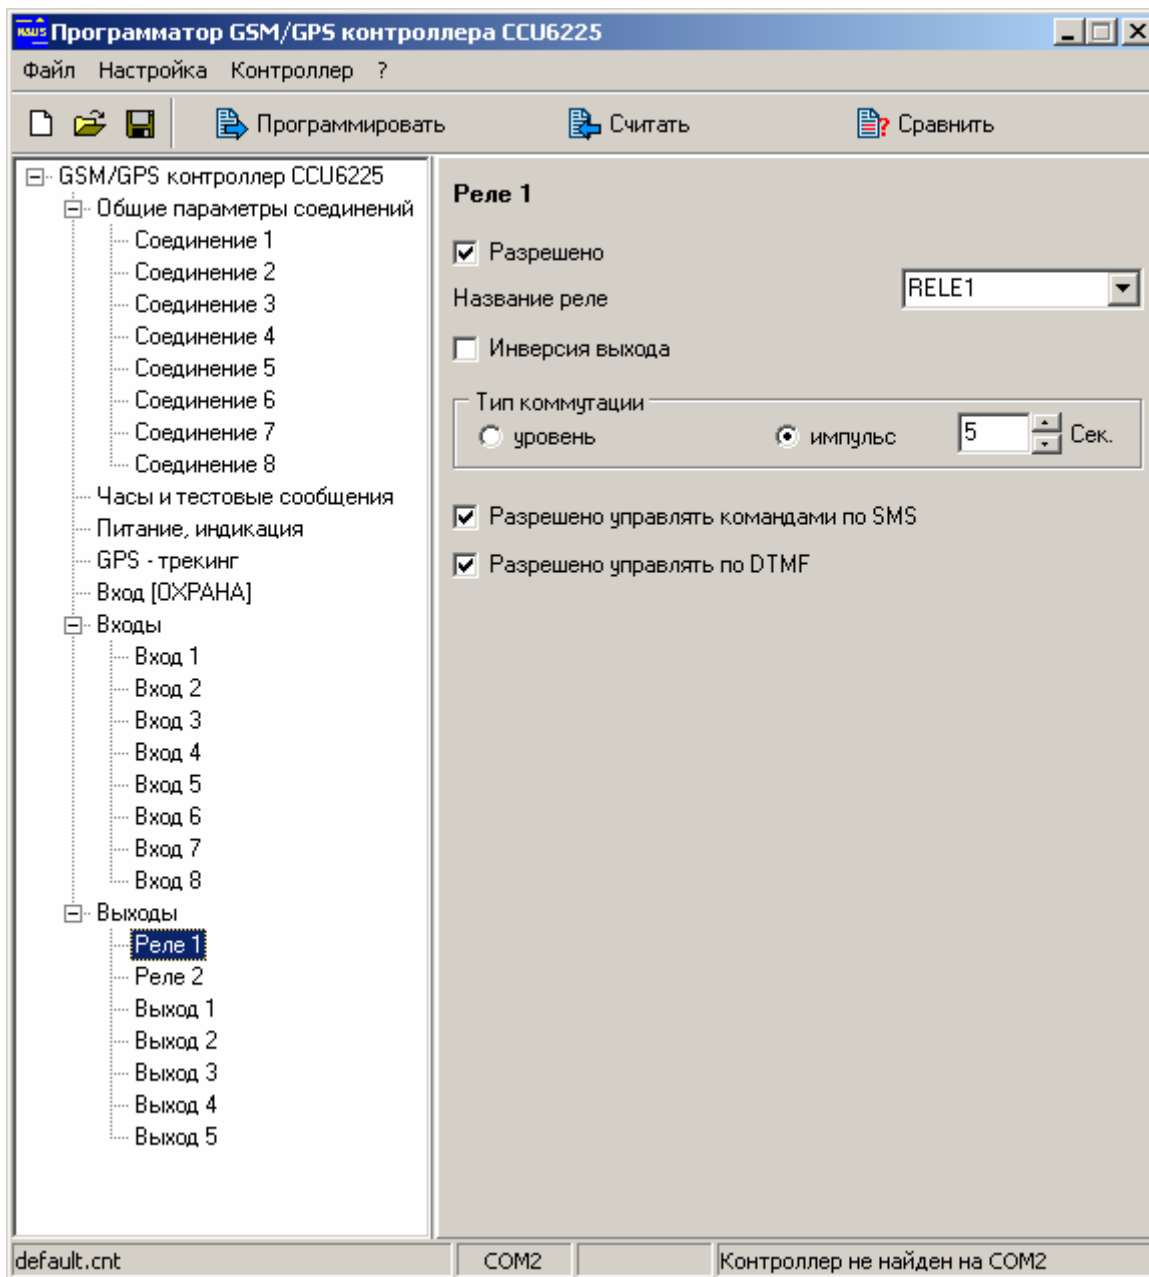 Программатор GSM/GPS контроллера CCU6225
Файл Настройка Контроллер ?
Программировать Считать Сравнить
GSM/GPS контроллер CCU6225
Общие параметры соединений
Соединение 1
Соединение 2
Соединение 3
Соединение 4
Соединение 5
Соединение 6
Соединение 7
Соединение 8
Часы и тестовые сообщения
Питание, индикация
GPS - трекинг
Вход [ОХРАНА]
Входы
Вход 1
Вход 2
Вход 3
Вход 4
Вход 5
Вход 6
Вход 7
Вход 8
Выходы
Реле 1
Реле 2
Выход 1
Выход 2
Выход 3
Выход 4
Выход 5
Реле 1
Разрешено
Название реле RELE1
Инверсия выхода
Тип коммутации
уровень импульс 5 Сек.
Разрешено управлять командами по SMS
Разрешено управлять по DTMF
default.cnt COM2 Контроллер не найден на COM2